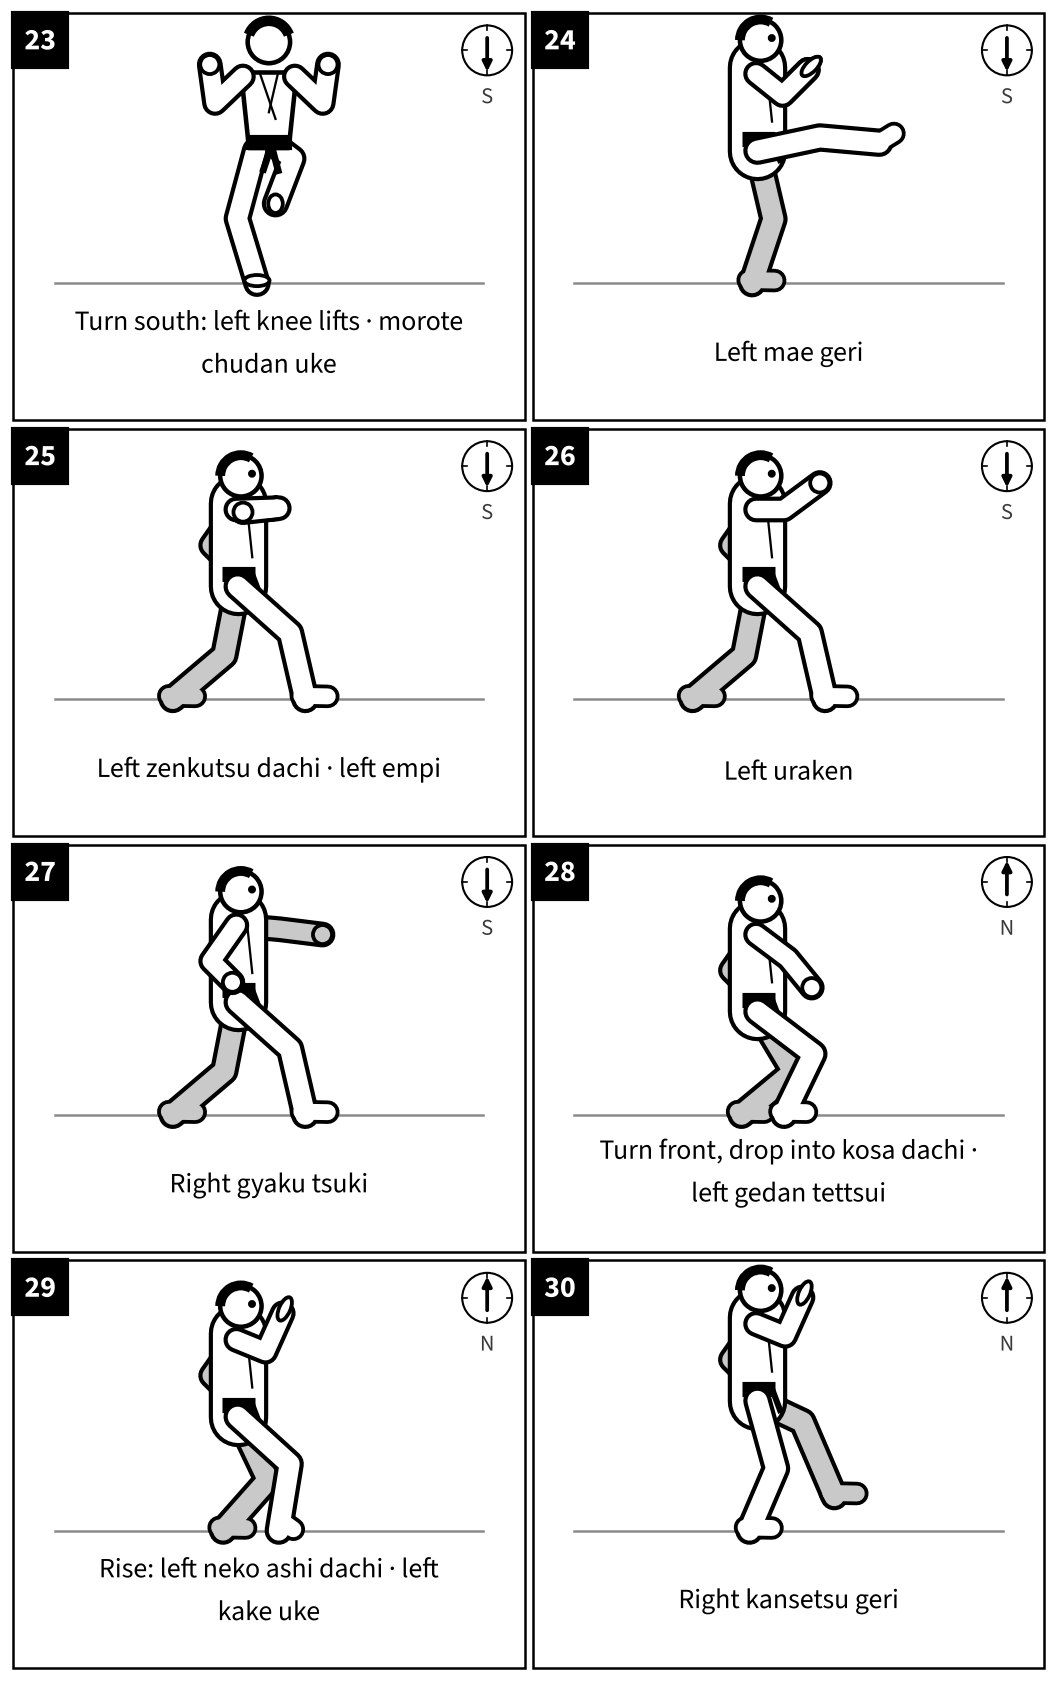 23
S
Turn south: left knee lifts · morote
chudan uke
24
S
Left mae geri
25
S
Left zenkutsu dachi · left empi
26
S
Left uraken
27
S
Right gyaku tsuki
28
N
Turn front, drop into kosa dachi ·
left gedan tettsui
29
N
Rise: left neko ashi dachi · left
kake uke
30
N
Right kansetsu geri